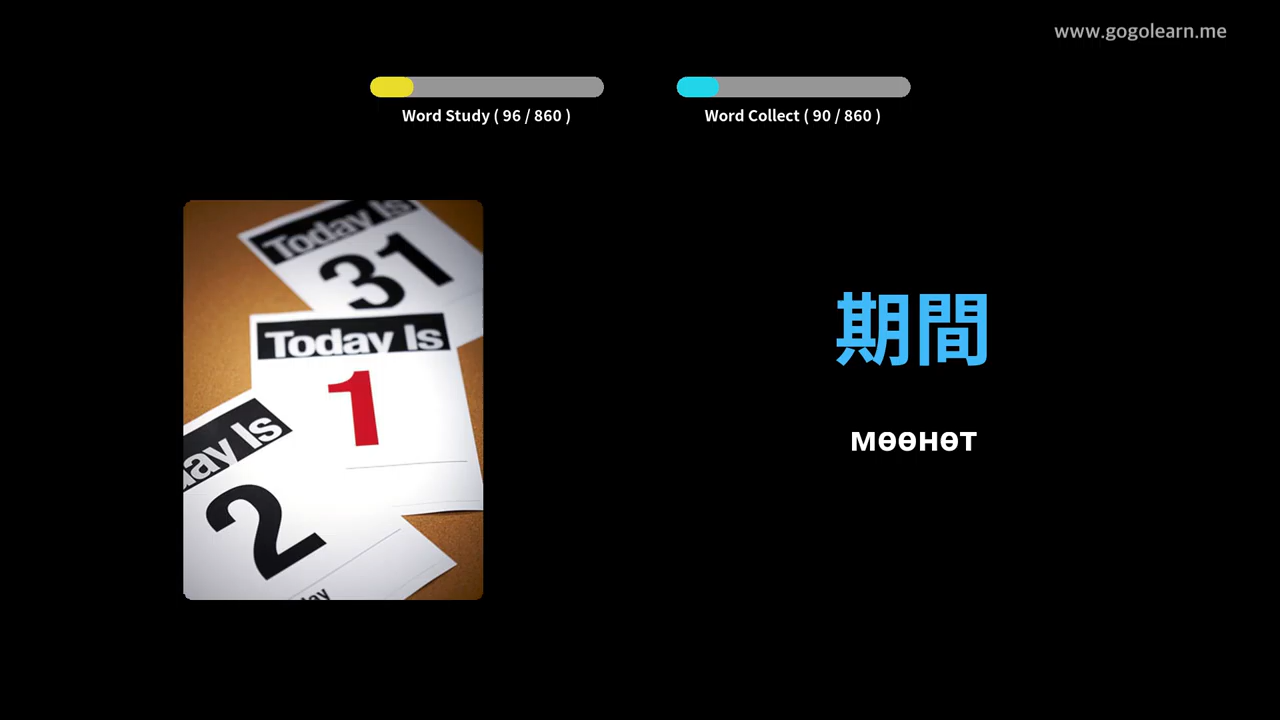 www.gogolearn.me
Word Study ( 96 / 860 )
Word Collect ( 90 / 860 )
Today Is
31
Today Is
1
ay Is
2
期間
мөөнөт